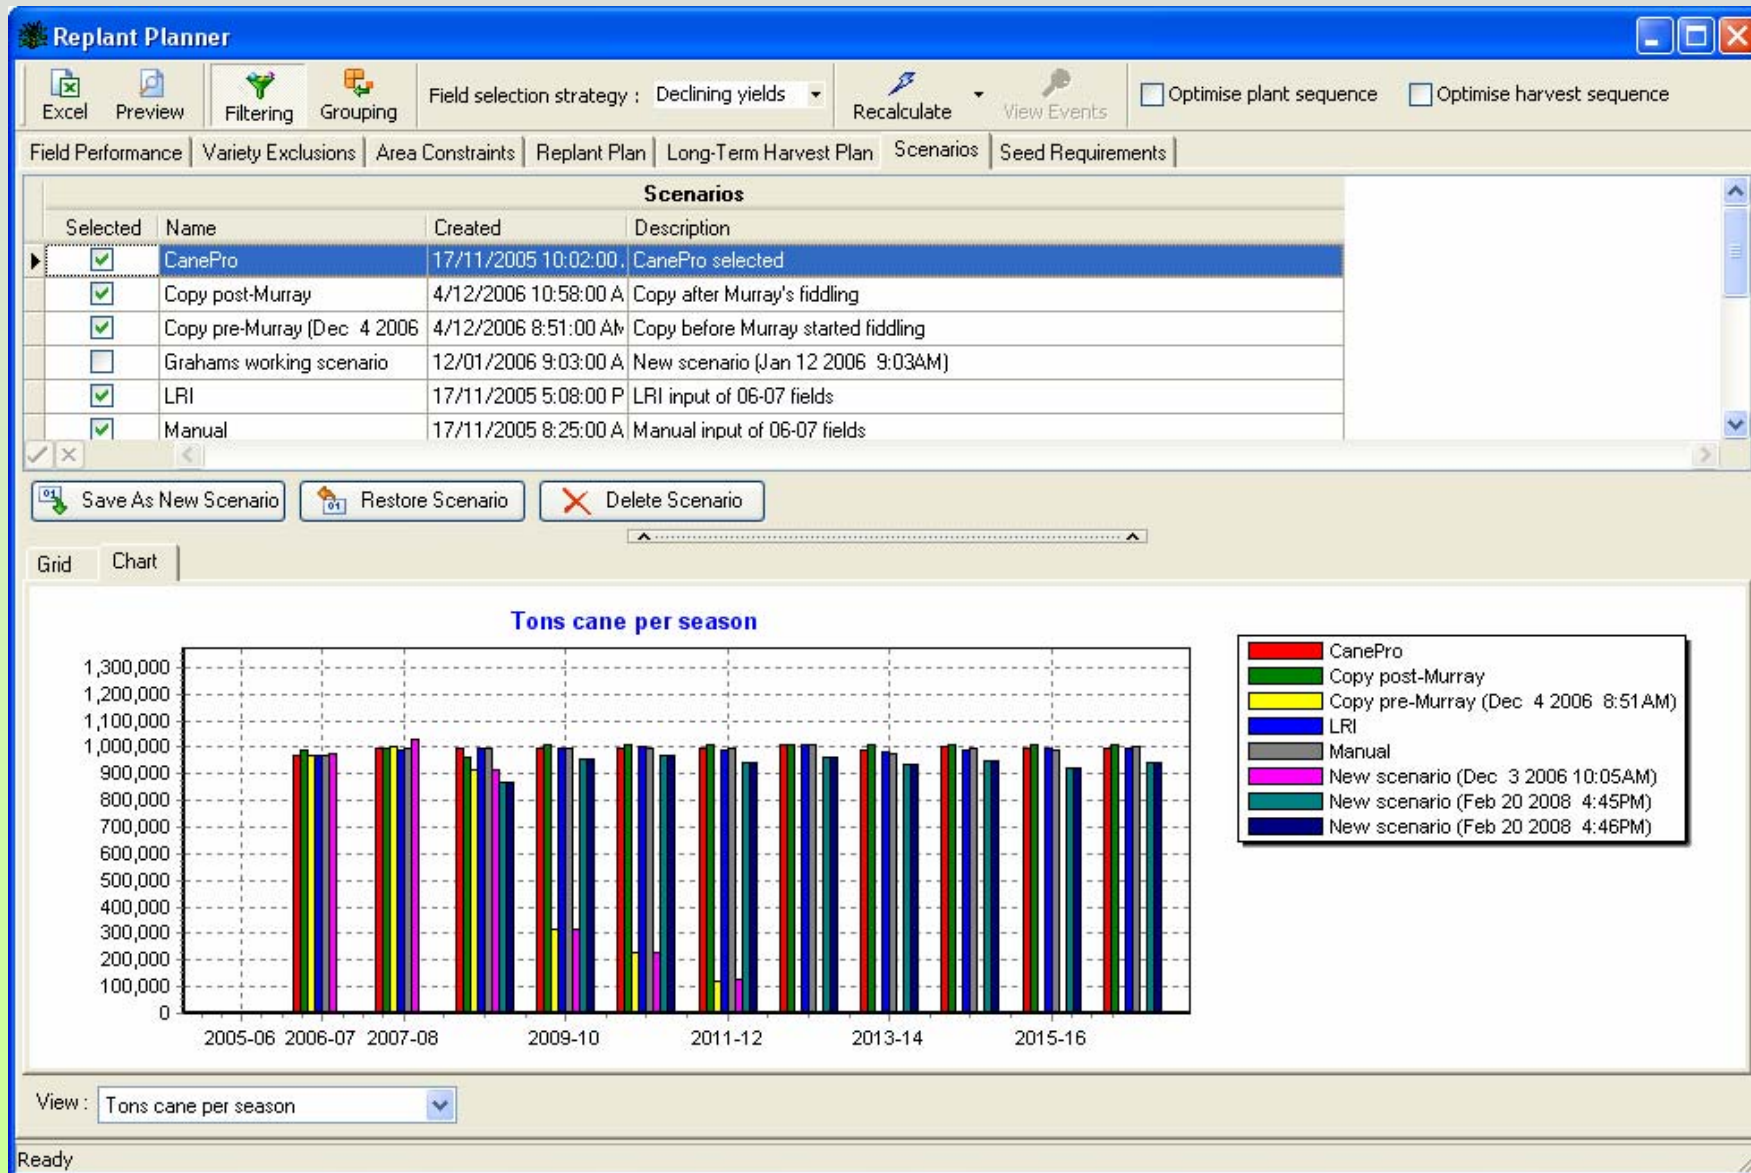 Replant Planner
Excel Preview Filtering Grouping Field selection strategy : Declining yields Recalculate View Events Optimise plant sequence Optimise harvest sequence
Field Performance Variety Exclusions Area Constraints Replant Plan Long-Term Harvest Plan Scenarios Seed Requirements
Scenarios
Selected Name Created Description
CanePro 17/11/2005 10:02:00 CanePro selected
Copy post-Murray 4/12/2006 10:58:00 A Copy after Murray's fiddling
Copy pre-Murray (Dec 4 2006 4/12/2006 8:51:00 AM Copy before Murray started fiddling
Grahams working scenario 12/01/2006 9:03:00 A New scenario (Jan 12 2006 9:03AM)
LRI 17/11/2005 5:08:00 P LRI input of 06-07 fields
Manual 17/11/2005 8:25:00 A Manual input of 06-07 fields
Save As New Scenario Restore Scenario Delete Scenario
Grid Chart
Tons cane per season
1,300,000
1,200,000
1,100,000
1,000,000
900,000
800,000
700,000
600,000
500,000
400,000
300,000
200,000
100,000
0
2005-06 2006-07 2007-08 2009-10 2011-12 2013-14 2015-16
CanePro
Copy post-Murray
Copy pre-Murray (Dec 4 2006 8:51AM)
LRI
Manual
New scenario (Dec 3 2006 10:05AM)
New scenario (Feb 20 2008 4:45PM)
New scenario (Feb 20 2008 4:46PM)
View : Tons cane per season
Ready